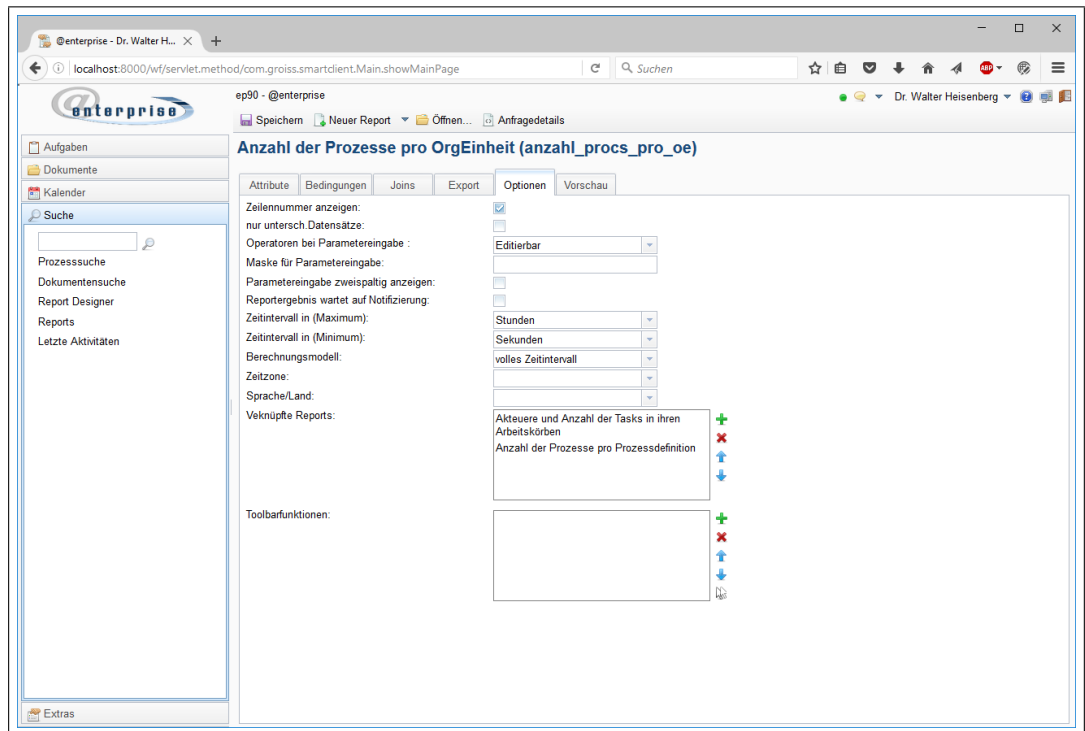 @enterprise - Dr. Walter H...
localhost:8000/wf/servlet.method/com.groiss.smartclient.Main.showMainPage
Suchen
ABP
@enterprise
ep90 - @enterprise
Dr. Walter Heisenberg
Speichern Neuer Report Öffnen... Anfragedetails
Aufgaben
Dokumente
Kalender
Suche
Prozesssuche
Dokumentensuche
Report Designer
Reports
Letzte Aktivitäten
Extras
Anzahl der Prozesse pro OrgEinheit (anzahl_procs_pro_oe)
Attribute Bedingungen Joins Export Optionen Vorschau
Zeilennummer anzeigen:
nur untersch.Datensätze:
Operatoren bei Parametereingabe : Editierbar
Maske für Parametereingabe:
Parametereingabe zweispaltig anzeigen:
Reportergebnis wartet auf Notifizierung:
Zeitintervall in (Maximum): Stunden
Zeitintervall in (Minimum): Sekunden
Berechnungsmodell: volles Zeitintervall
Zeitzone:
Sprache/Land:
Veknüpfte Reports:
Akteuere und Anzahl der Tasks in ihren
Arbeitskörben
Anzahl der Prozesse pro Prozessdefinition
Toolbarfunktionen: